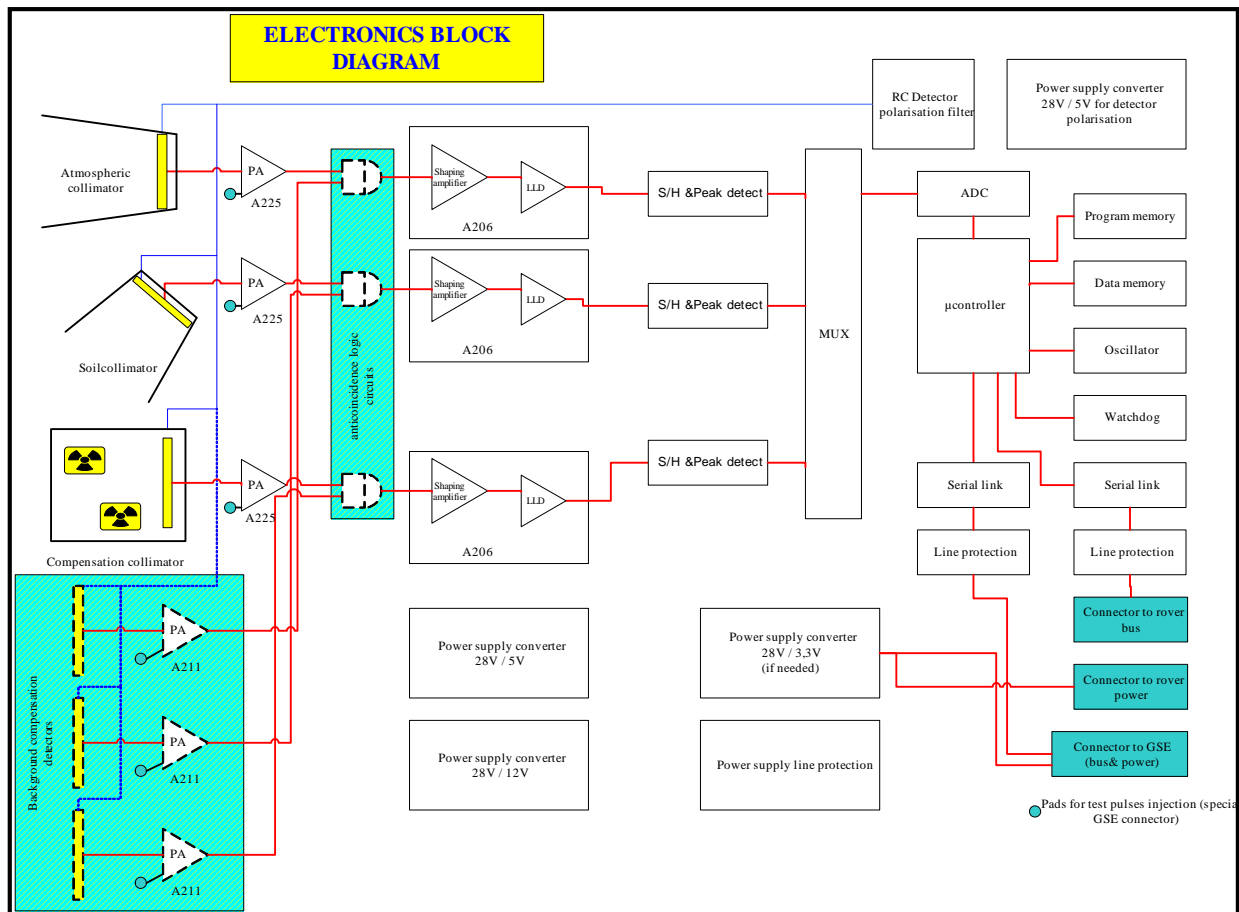 ELECTRONICS BLOCK
DIAGRAM
RC Detector
polarisation filter
Power supply converter
28V / 5V for detector
polarisation
Atmospheric
collimator
PA
A225
Shaping
amplifier
LLD
A206
S/H &Peak detect
ADC
Program memory
Soilcollimator
PA
A225
Shaping
amplifier
LLD
A206
S/H &Peak detect
MUX
µcontroller
Data memory
Oscillator
Watchdog
anticoincidence logic
circuits
Compensation collimator
PA
A225
Shaping
amplifier
LLD
A206
S/H &Peak detect
Serial link
Serial link
Line protection
Line protection
Background compensation
detectors
PA
A211
PA
A211
PA
A211
Power supply converter
28V / 5V
Power supply converter
28V / 3,3V
(if needed)
Connector to rover
bus
Connector to rover
power
Power supply converter
28V / 12V
Power supply line protection
Connector to GSE
(bus& power)
Pads for test pulses injection (specia
GSE connector)